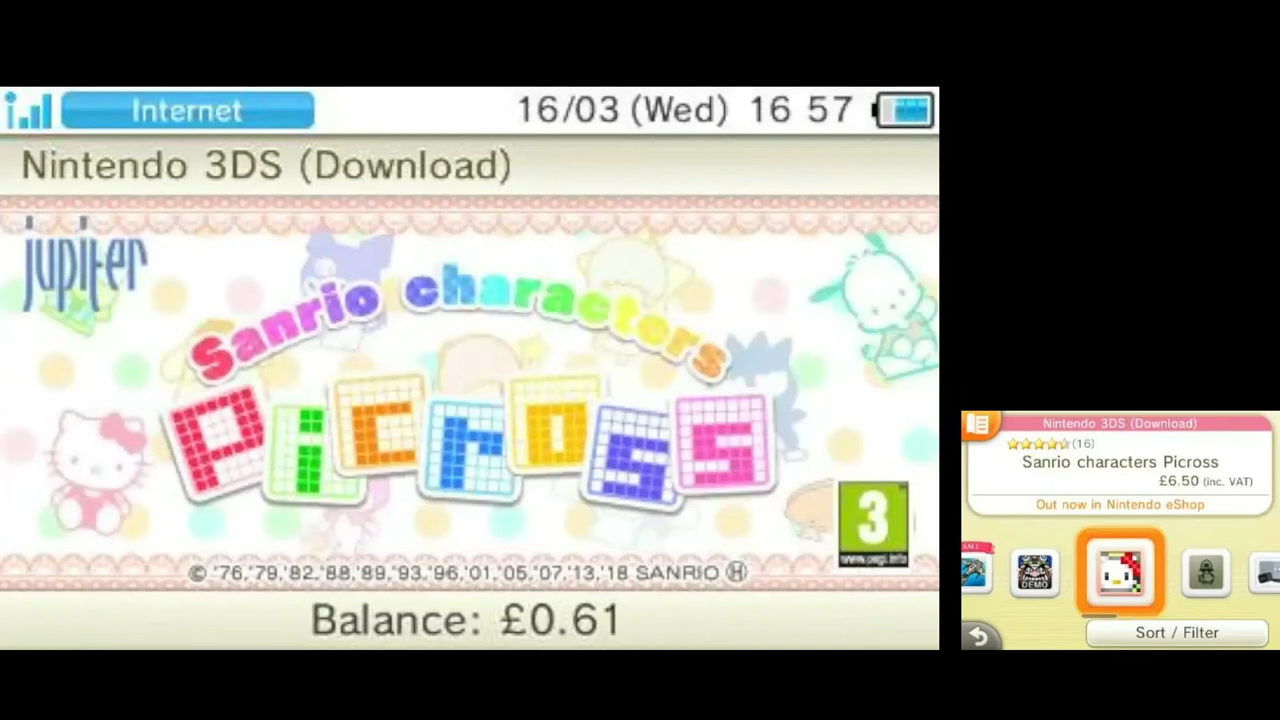 Internet
16/03 (Wed) 16 57
Nintendo 3DS (Download)
jupiter
Sanrio characters
Picross
3
www.pegi.info
© '76,'79,'82,'88,'89,'93,'96,'01,'05,'07,'13,'18 SANRIO Ⓗ
Balance: £0.61
Nintendo 3DS (Download)
(16)
Sanrio characters Picross
£6.50 (inc. VAT)
Out now in Nintendo eShop
SALE
DEMO
Sort / Filter